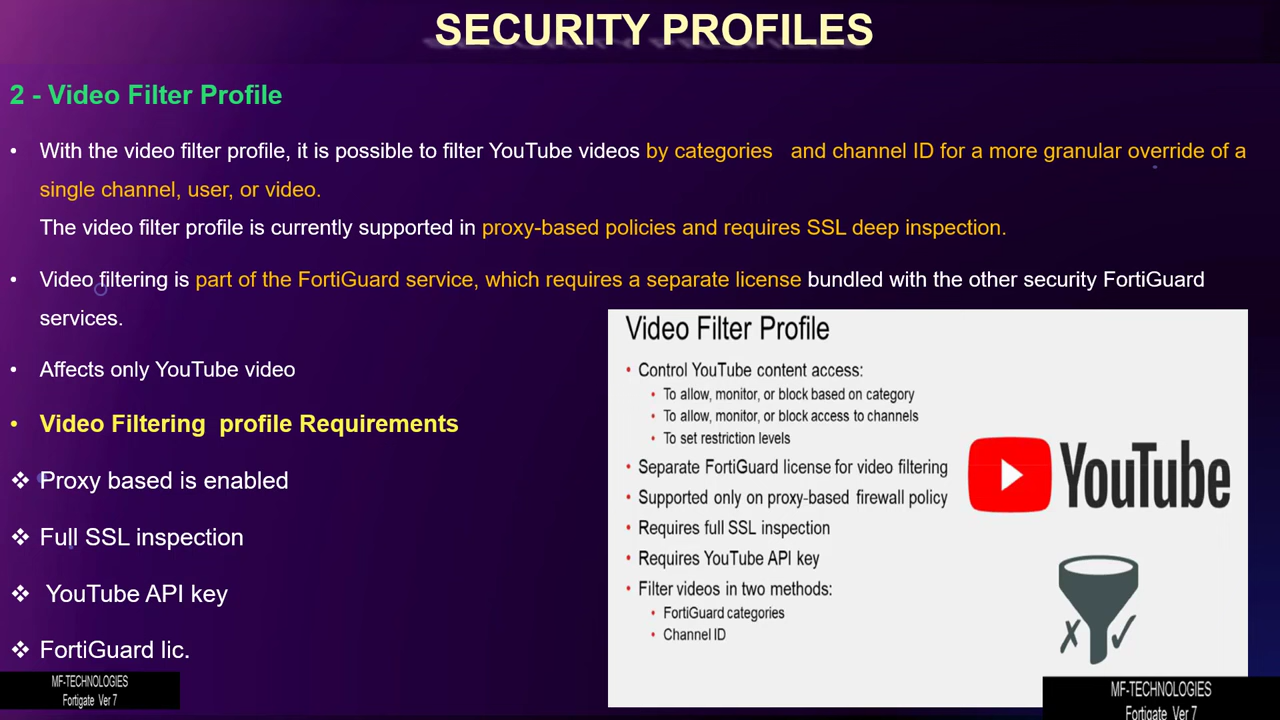 SECURITY PROFILES
2 - Video Filter Profile
• With the video filter profile, it is possible to filter YouTube videos by categories and channel ID for a more granular override of a
single channel, user, or video.
The video filter profile is currently supported in proxy-based policies and requires SSL deep inspection.
• Video filtering is part of the FortiGuard service, which requires a separate license bundled with the other security FortiGuard
services.
• Affects only YouTube video
• Video Filtering profile Requirements
❖ Proxy based is enabled
❖ Full SSL inspection
❖ YouTube API key
❖ FortiGuard lic.
MF-TECHNOLOGIES
Fortigate Ver 7
Video Filter Profile
• Control YouTube content access:
• To allow, monitor, or block based on category
• To allow, monitor, or block access to channels
• To set restriction levels
• Separate FortiGuard license for video filtering
• Supported only on proxy-based firewall policy
• Requires full SSL inspection
• Requires YouTube API key
• Filter videos in two methods:
• FortiGuard categories
• Channel ID
YouTube
MF-TECHNOLOGIES
Fortigate Ver 7